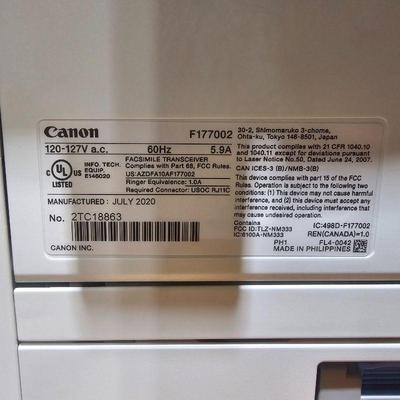 Canon F177002
120-127V a.c. 60Hz 5.9A
UL LISTED
INFO. TECH. EQUIP. E146020
FACSIMILE TRANSCEIVER
Complies with Part 68, FCC Rules.
US:AZDFA10AF177002
Ringer Equivalence: 1.0A
Required Connector: USOC RJ11C
MANUFACTURED: JULY 2020
No. 2TC18863
CANON INC.
30-2, Shimomaruko 3-chome,
Ohta-ku, Tokyo 146-8501, Japan
This product complies with 21 CFR 1040.10
and 1040.11 except for deviations pursuant
to Laser Notice No.50, Dated June 24, 2007.
CAN ICES-3 (B)/NMB-3(B)
This device complies with part 15 of the FCC
Rules. Operation is subject to the following
two conditions: (1) this device may not cause
harmful interference, and (2) this device must
accept any interference received, including
interference that may cause undesired
operation.
Contains:
FCC ID:TLZ-NM333
IC:6100A-NM333
IC:498D-F177002
REN(CANADA)=1.0
PH1 FL4-0042
MADE IN PHILIPPINES